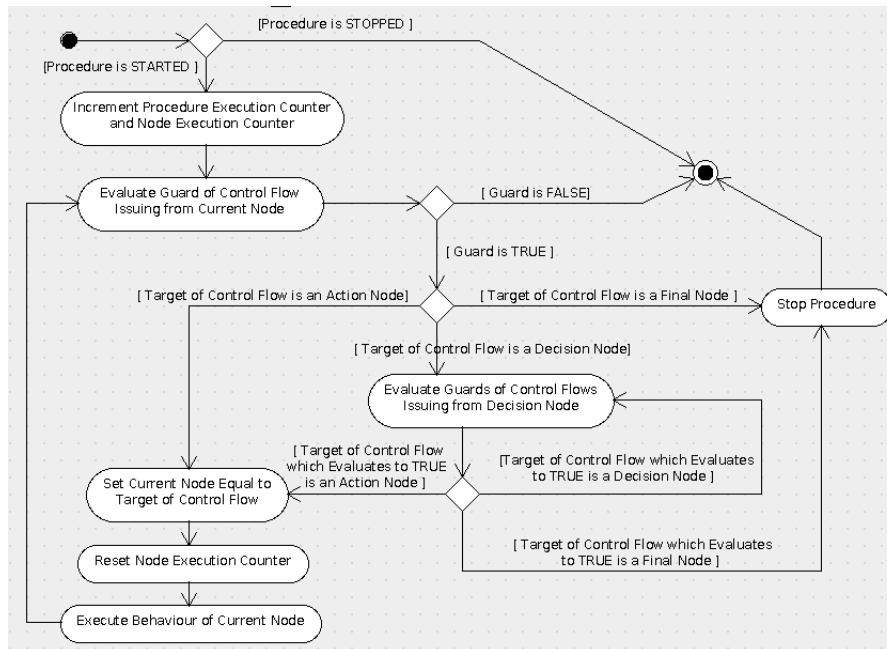 [Procedure is STOPPED ]
[Procedure is STARTED ]
Increment Procedure Execution Counter
and Node Execution Counter
Evaluate Guard of Control Flow
Issuing from Current Node
[ Guard is FALSE]
[ Guard is TRUE ]
[ Target of Control Flow is an Action Node]
[ Target of Control Flow is a Final Node ]
Stop Procedure
[ Target of Control Flow is a Decision Node]
Evaluate Guards of Control Flows
Issuing from Decision Node
[ Target of Control Flow
which Evaluates to TRUE
is an Action Node ]
[Target of Control Flow which Evaluates
to TRUE is a Decision Node ]
Set Current Node Equal to
Target of Control Flow
[ Target of Control Flow which Evaluates
to TRUE is a Final Node ]
Reset Node Execution Counter
Execute Behaviour of Current Node